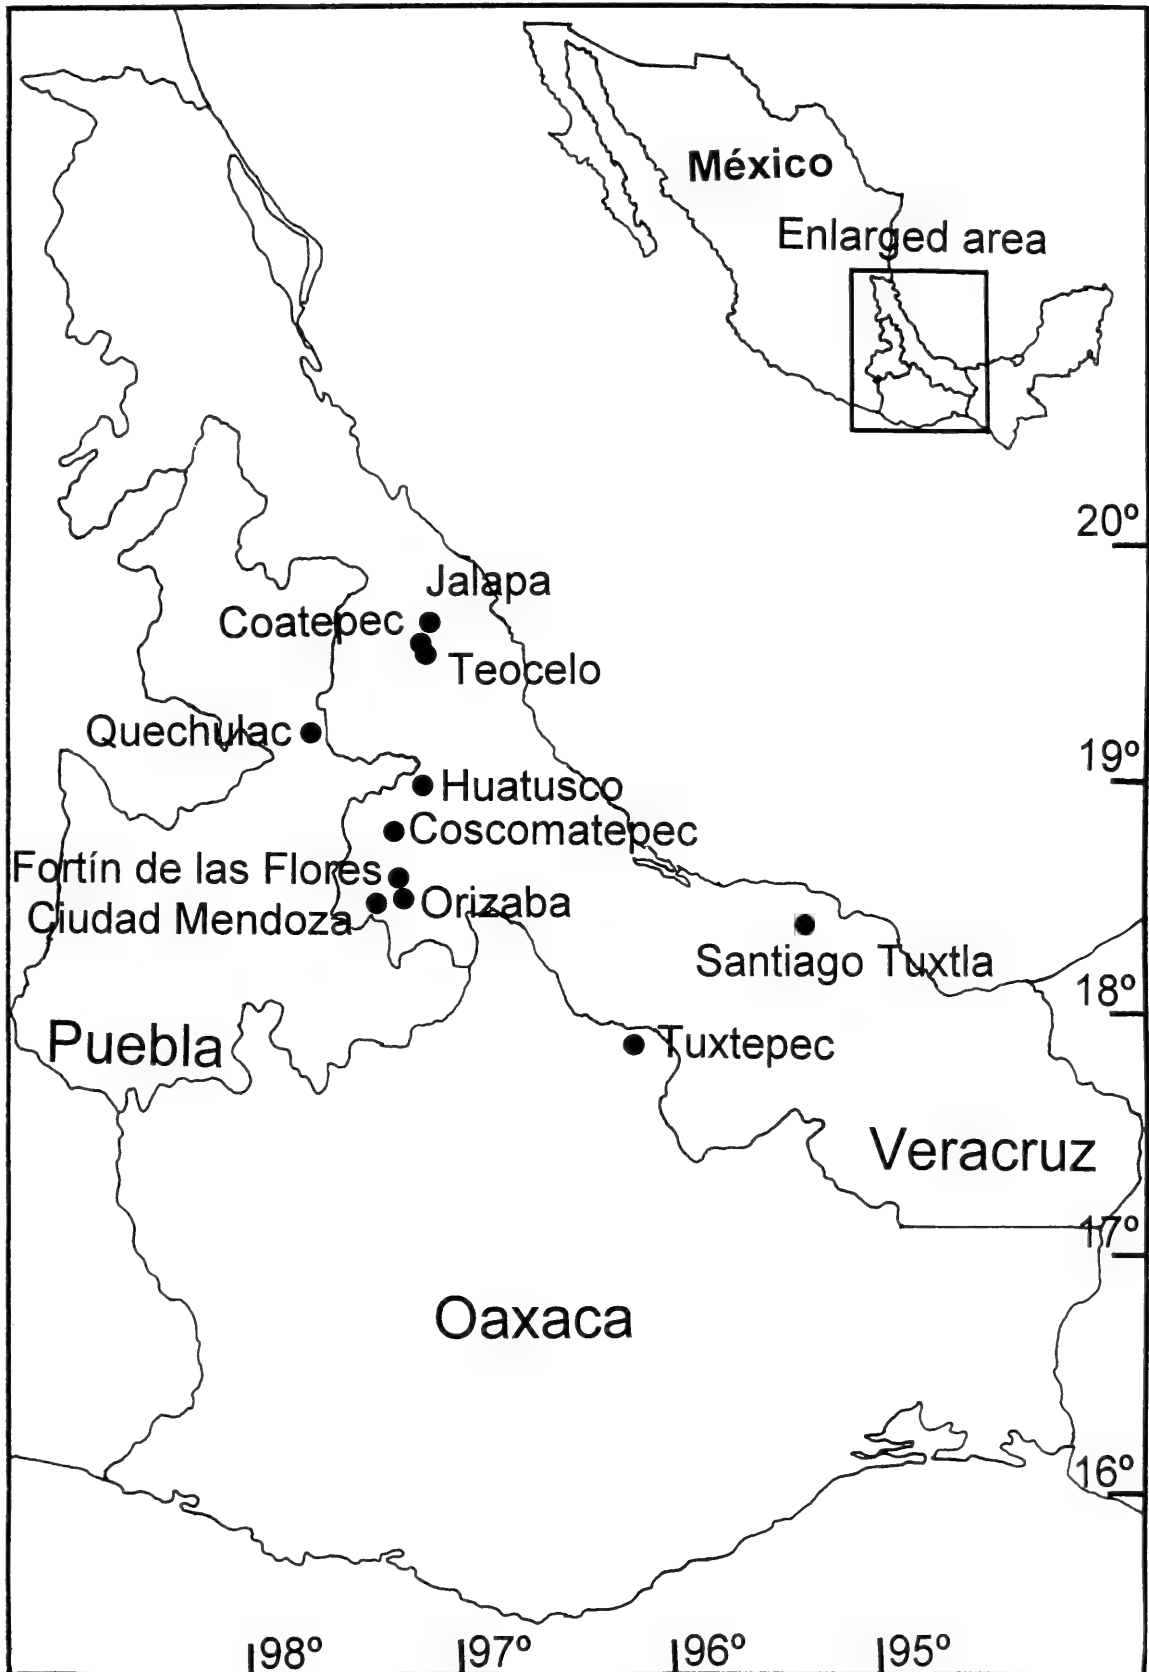 México
Enlarged area
20º
Jalapa
Coatepec
Teocelo
Quechulac
19º
Huatusco
Coscomatepec
Fortín de las Flores
Orizaba
Ciudad Mendoza
Santiago Tuxtla
18º
Puebla
Tuxtepec
Veracruz
17º
Oaxaca
16º
98º 97º 96º 95º